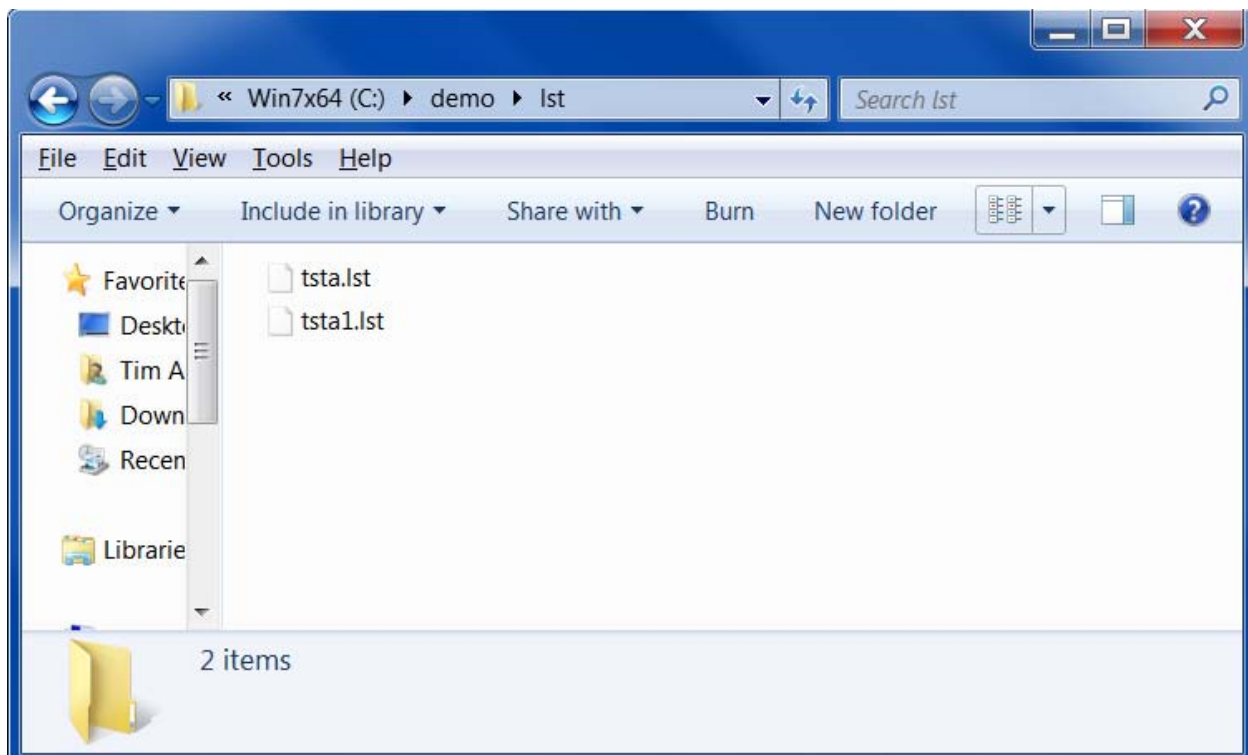 « Win7x64 (C:) ▸ demo ▸ lst Search lst
File Edit View Tools Help
Organize Include in library Share with Burn New folder
Favorite
Deskt
Tim A
Down
Recen
Librarie
tsta.lst
tsta1.lst
2 items